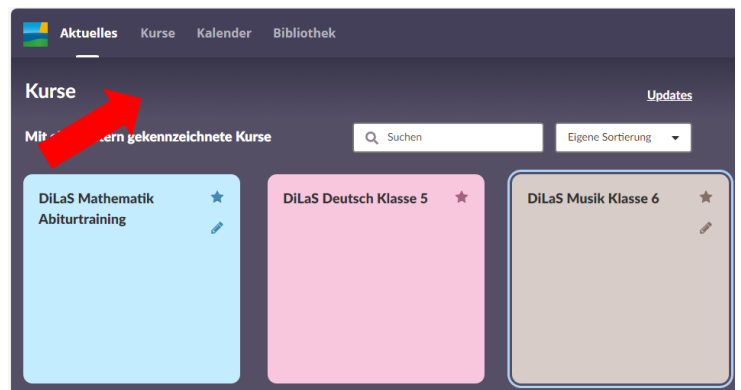 Aktuelles Kurse Kalender Bibliothek
Kurse
Updates
Mit gekennzeichnete Kurse
Suchen
Eigene Sortierung
DiLaS Mathematik
Abiturtraining
DiLaS Deutsch Klasse 5
DiLaS Musik Klasse 6